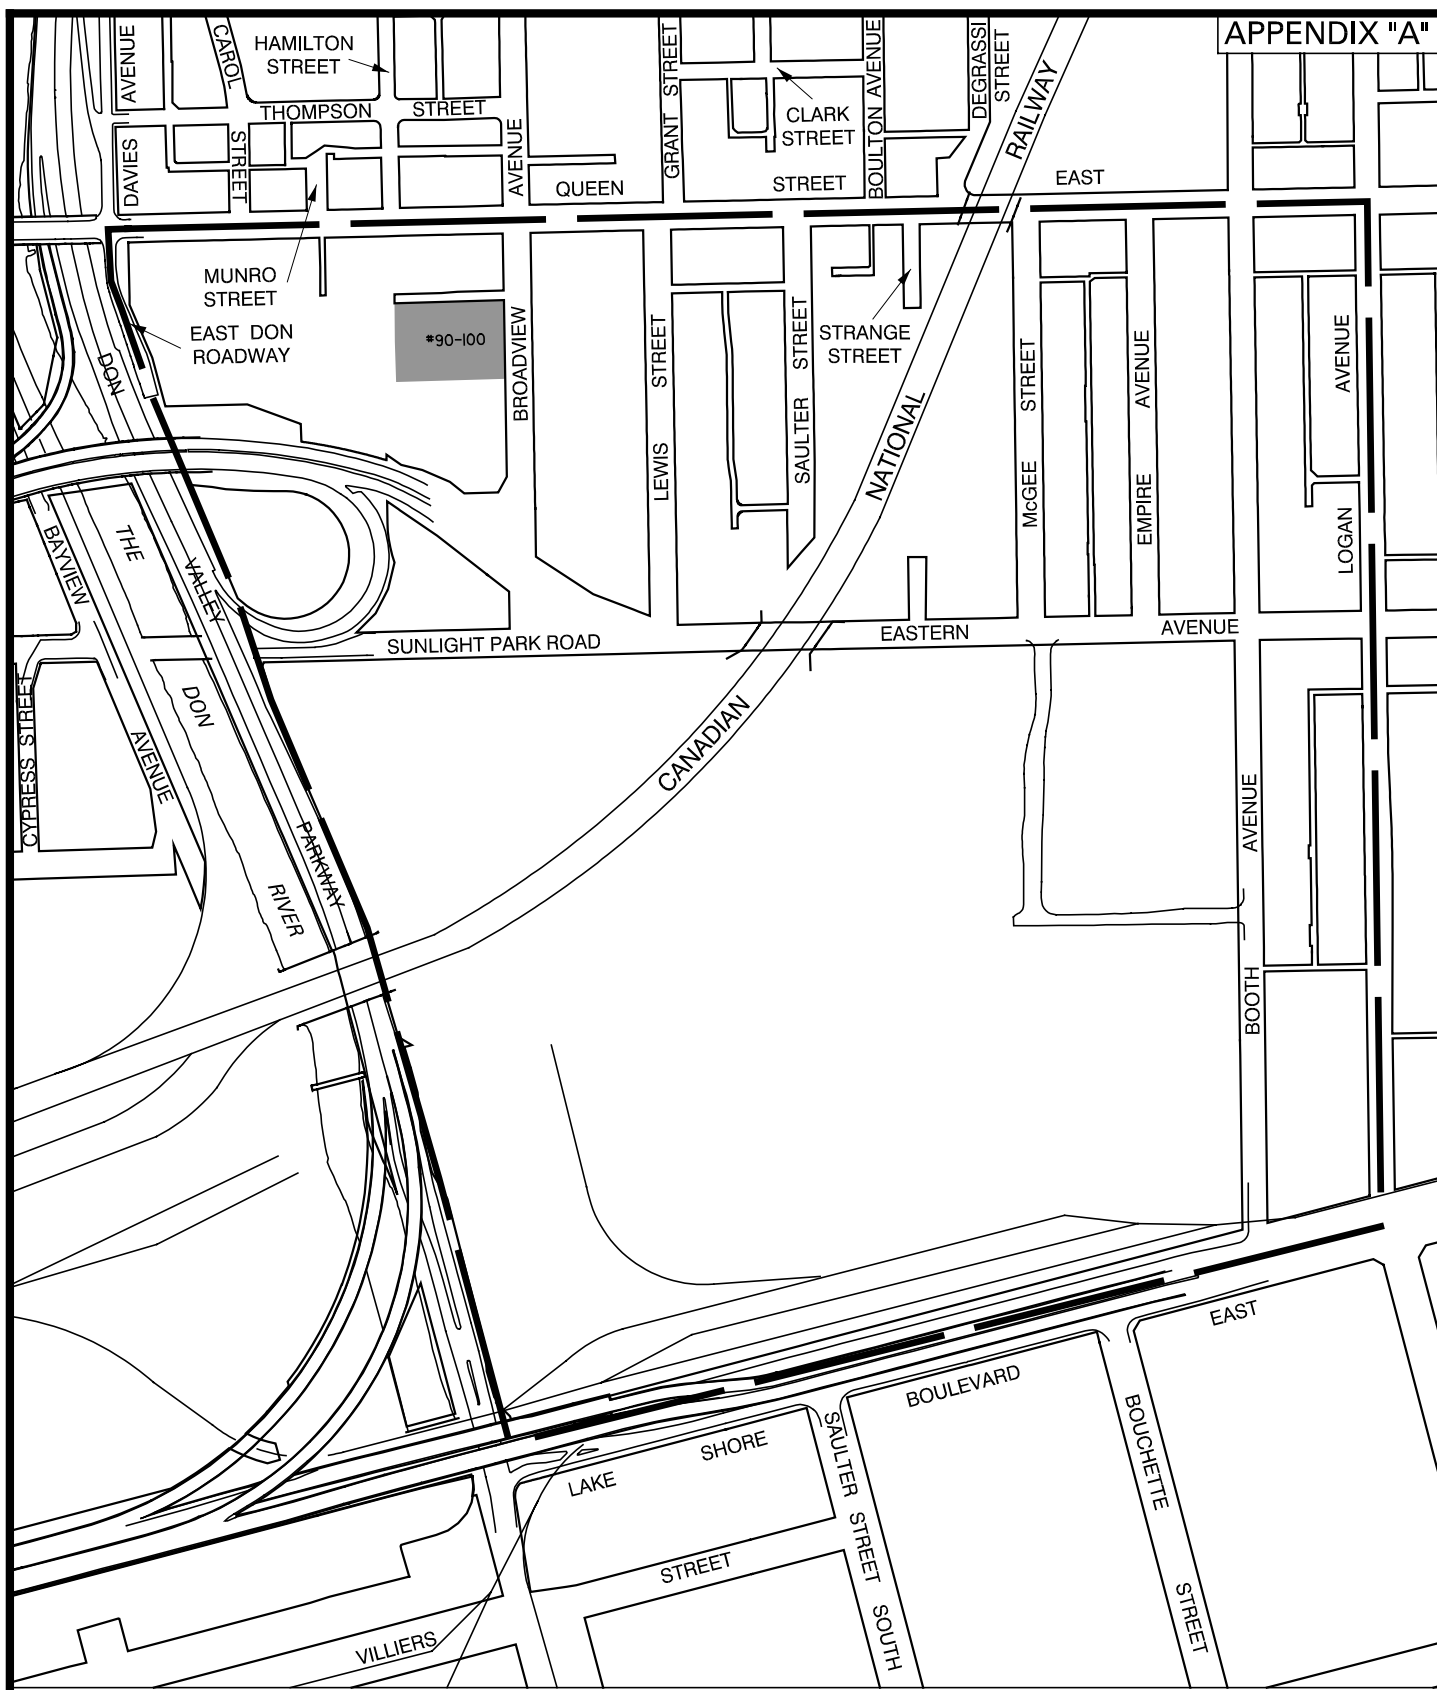 APPENDIX "A"
AVENUE
CAROL
HAMILTON
STREET
STREET
GRANT
BOULTON AVENUE
DEGRASSI
STREET
RAILWAY
THOMPSON STREET
CLARK
STREET
DAVIES
STREET
AVENUE
QUEEN STREET EAST
MUNRO
STREET
EAST DON
ROADWAY
#90-100
BROADVIEW
LEWIS STREET
SAULTER STREET
STRANGE
STREET
McGEE STREET
EMPIRE AVENUE
LOGAN AVENUE
CANADIAN NATIONAL
DON
VALLEY
PARKWAY
THE
DON
RIVER
BAYVIEW
AVENUE
CYPRESS STREET
SUNLIGHT PARK ROAD
EASTERN AVENUE
BOOTH AVENUE
LAKE SHORE BOULEVARD EAST
SAULTER STREET SOUTH
BOUCHETTE STREET
VILLIERS STREET